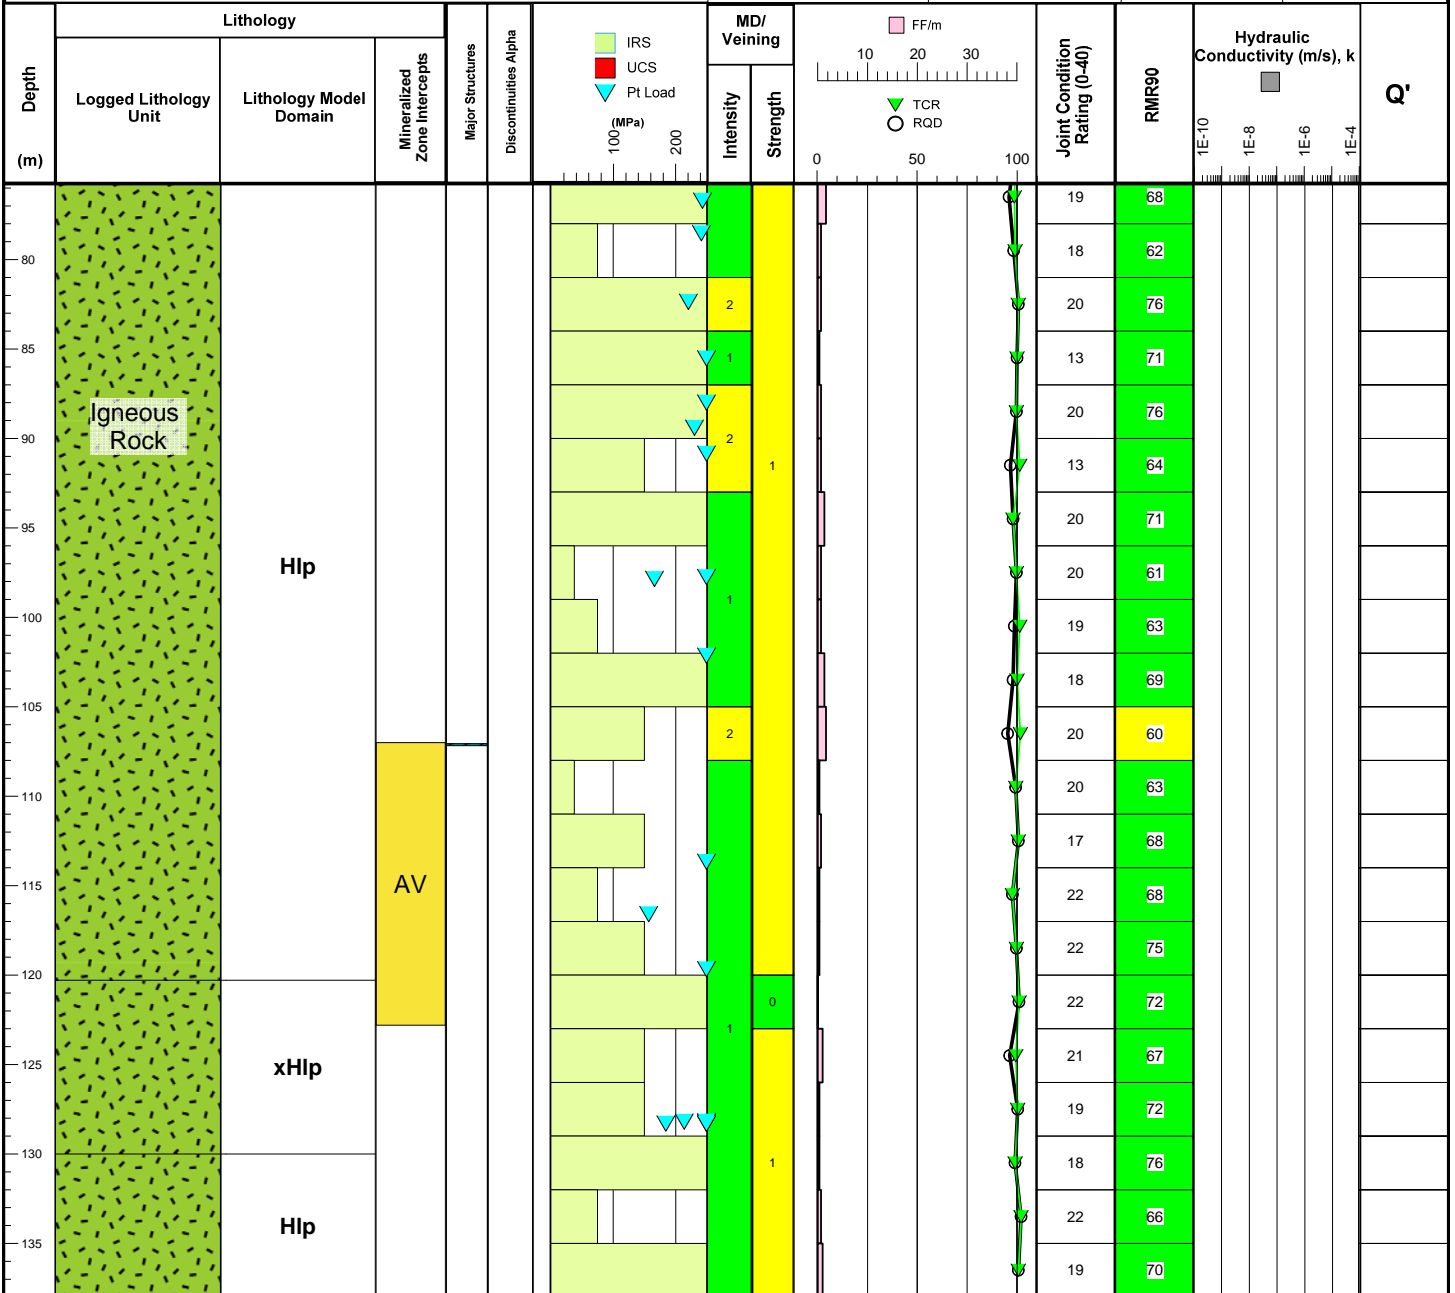 Lithology
Depth
(m)
Logged Lithology
Unit
Lithology Model
Domain
Mineralized
Zone Intercepts
Major Structures
Discontinuities Alpha
IRS
UCS
Pt Load
(MPa)
100
200
MD/
Veining
Intensity
Strength
FF/m
10
20
30
TCR
RQD
0
50
100
Joint Condition
Rating (0-40)
RMR90
Hydraulic
Conductivity (m/s), k
1E-10
1E-8
1E-6
1E-4
Q'
80
85
90
95
100
105
110
115
120
125
130
135
Igneous
Rock
Hlp
xHlp
Hlp
AV
2
1
2
1
2
1
1
0
1
19
18
20
13
20
13
20
20
19
18
20
20
17
22
22
22
21
19
18
22
19
68
62
76
71
76
64
71
61
63
69
60
63
68
68
75
72
67
72
76
66
70